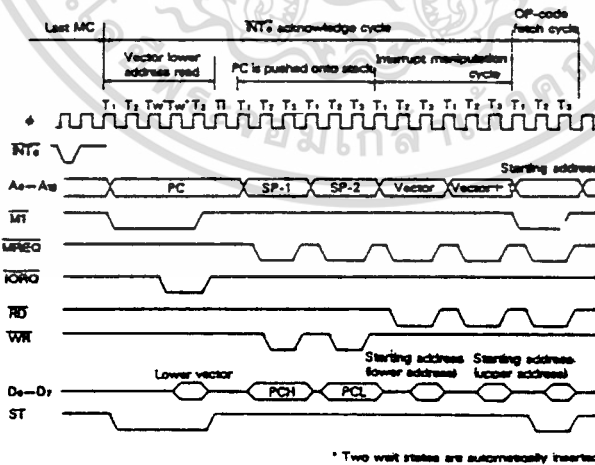 Last MC
INT₀ acknowledge cycle
OP-code
fetch cycle
Vector lower
address read
PC is pushed onto stack
Interrupt manipulation
cycle
T₁ T₂ Tw Tw* T₃ Ti T₁ T₂ T₃ T₁ T₂ T₃ T₁ T₂ T₃ T₁ T₂ T₃ T₁ T₂ T₃
ϕ
INT₀
Starting address
PC SP-1 SP-2 Vector Vector+1
M1
MREQ
IORQ
RD
WR
Lower vector
Starting address
(lower address)
Starting address
(upper address)
D₀—D₇ PCH PCL
ST
* Two wait states are automatically inserted